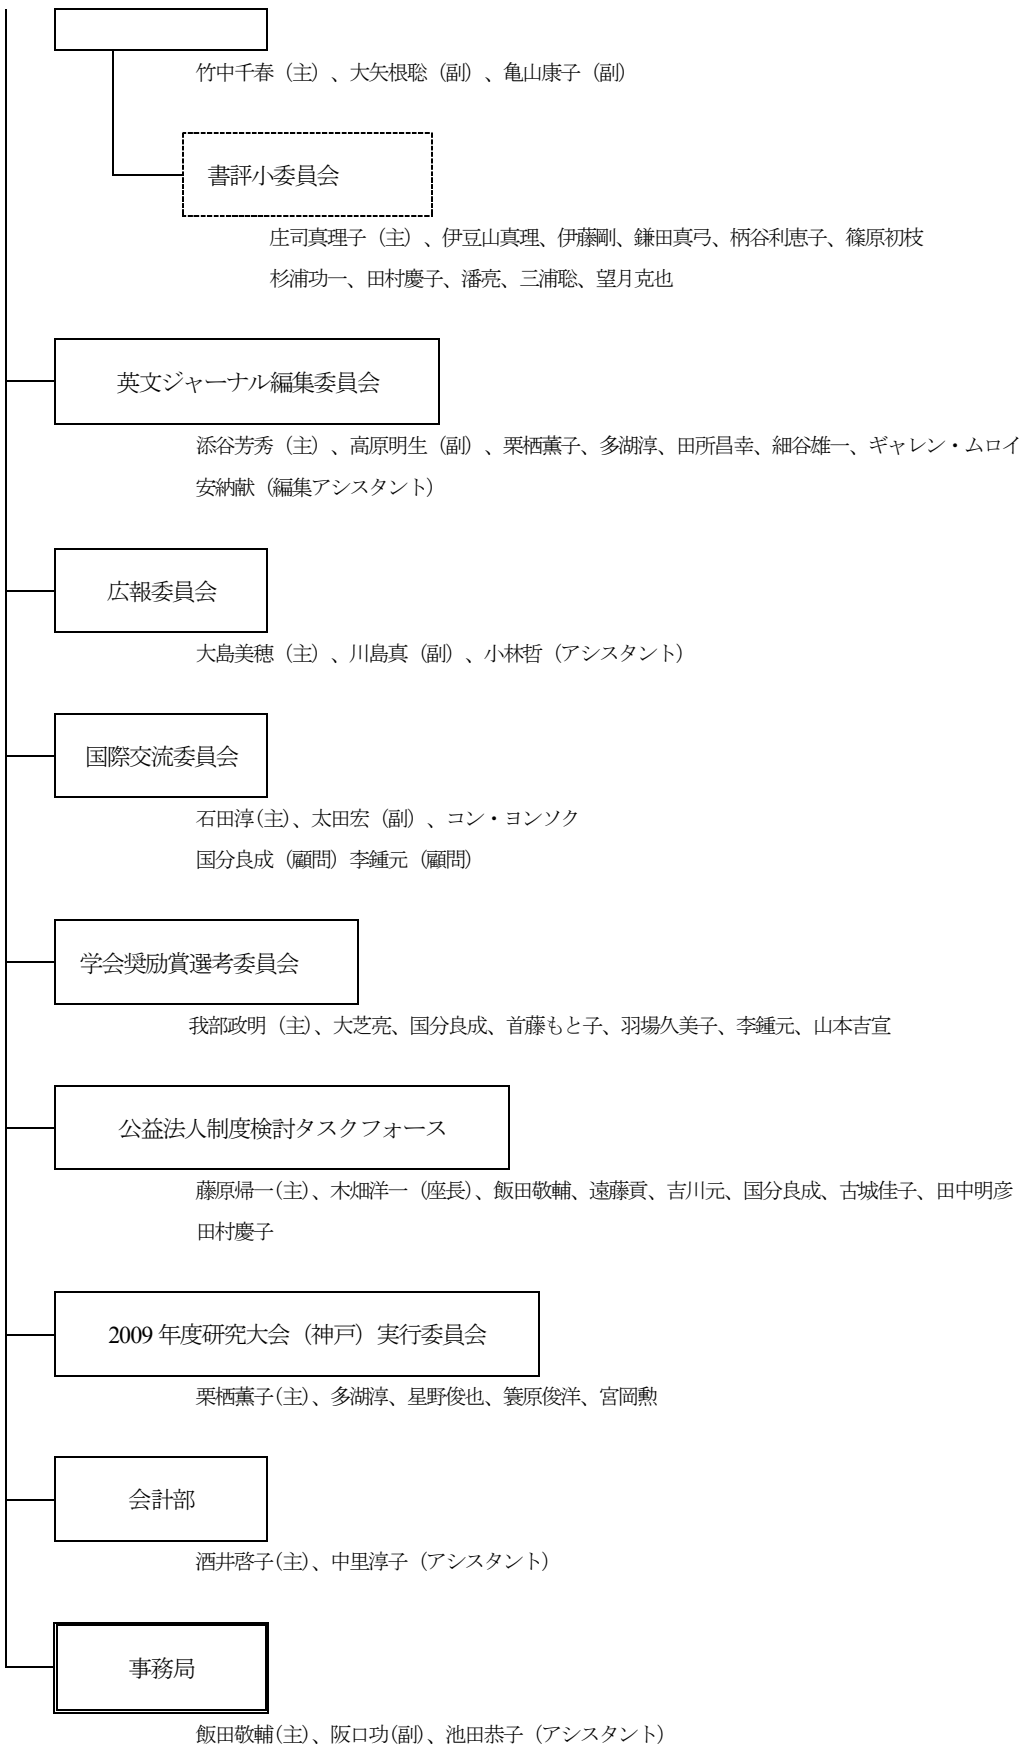 竹中千春（主）、大矢根聡（副）、亀山康子（副）
書評小委員会
庄司真理子（主）、伊豆山真理、伊藤剛、鎌田真弓、柄谷利恵子、篠原初枝
杉浦功一、田村慶子、潘亮、三浦聡、望月克也
英文ジャーナル編集委員会
添谷芳秀（主）、高原明生（副）、栗栖薫子、多湖淳、田所昌幸、細谷雄一、ギャレン・ムロイ
安納献（編集アシスタント）
広報委員会
大島美穂（主）、川島真（副）、小林哲（アシスタント）
国際交流委員会
石田淳(主)、太田宏（副）、コン・ヨンソク
国分良成（顧問）李鍾元（顧問）
学会奨励賞選考委員会
我部政明（主)、大芝亮、国分良成、首藤もと子、羽場久美子、李鍾元、山本吉宣
公益法人制度検討タスクフォース
藤原帰一(主)、木畑洋一（座長)、飯田敬輔、遠藤貢、吉川元、国分良成、古城佳子、田中明彦
田村慶子
2009 年度研究大会（神戸）実行委員会
栗栖薫子(主)、多湖淳、星野俊也、簑原俊洋、宮岡勲
会計部
酒井啓子(主)、中里淳子（アシスタント）
事務局
飯田敬輔(主)、阪口功(副)、池田恭子（アシスタント）